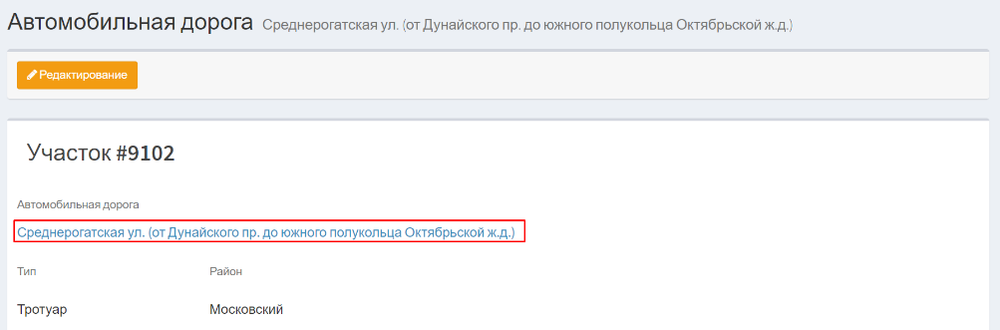 Автомобильная дорога Среднерогатская ул. (от Дунайского пр. до южного полукольца Октябрьской ж.д.)
Редактирование
Участок #9102
Автомобильная дорога
Среднерогатская ул. (от Дунайского пр. до южного полукольца Октябрьской ж.д.)
Тип Район
Тротуар Московский